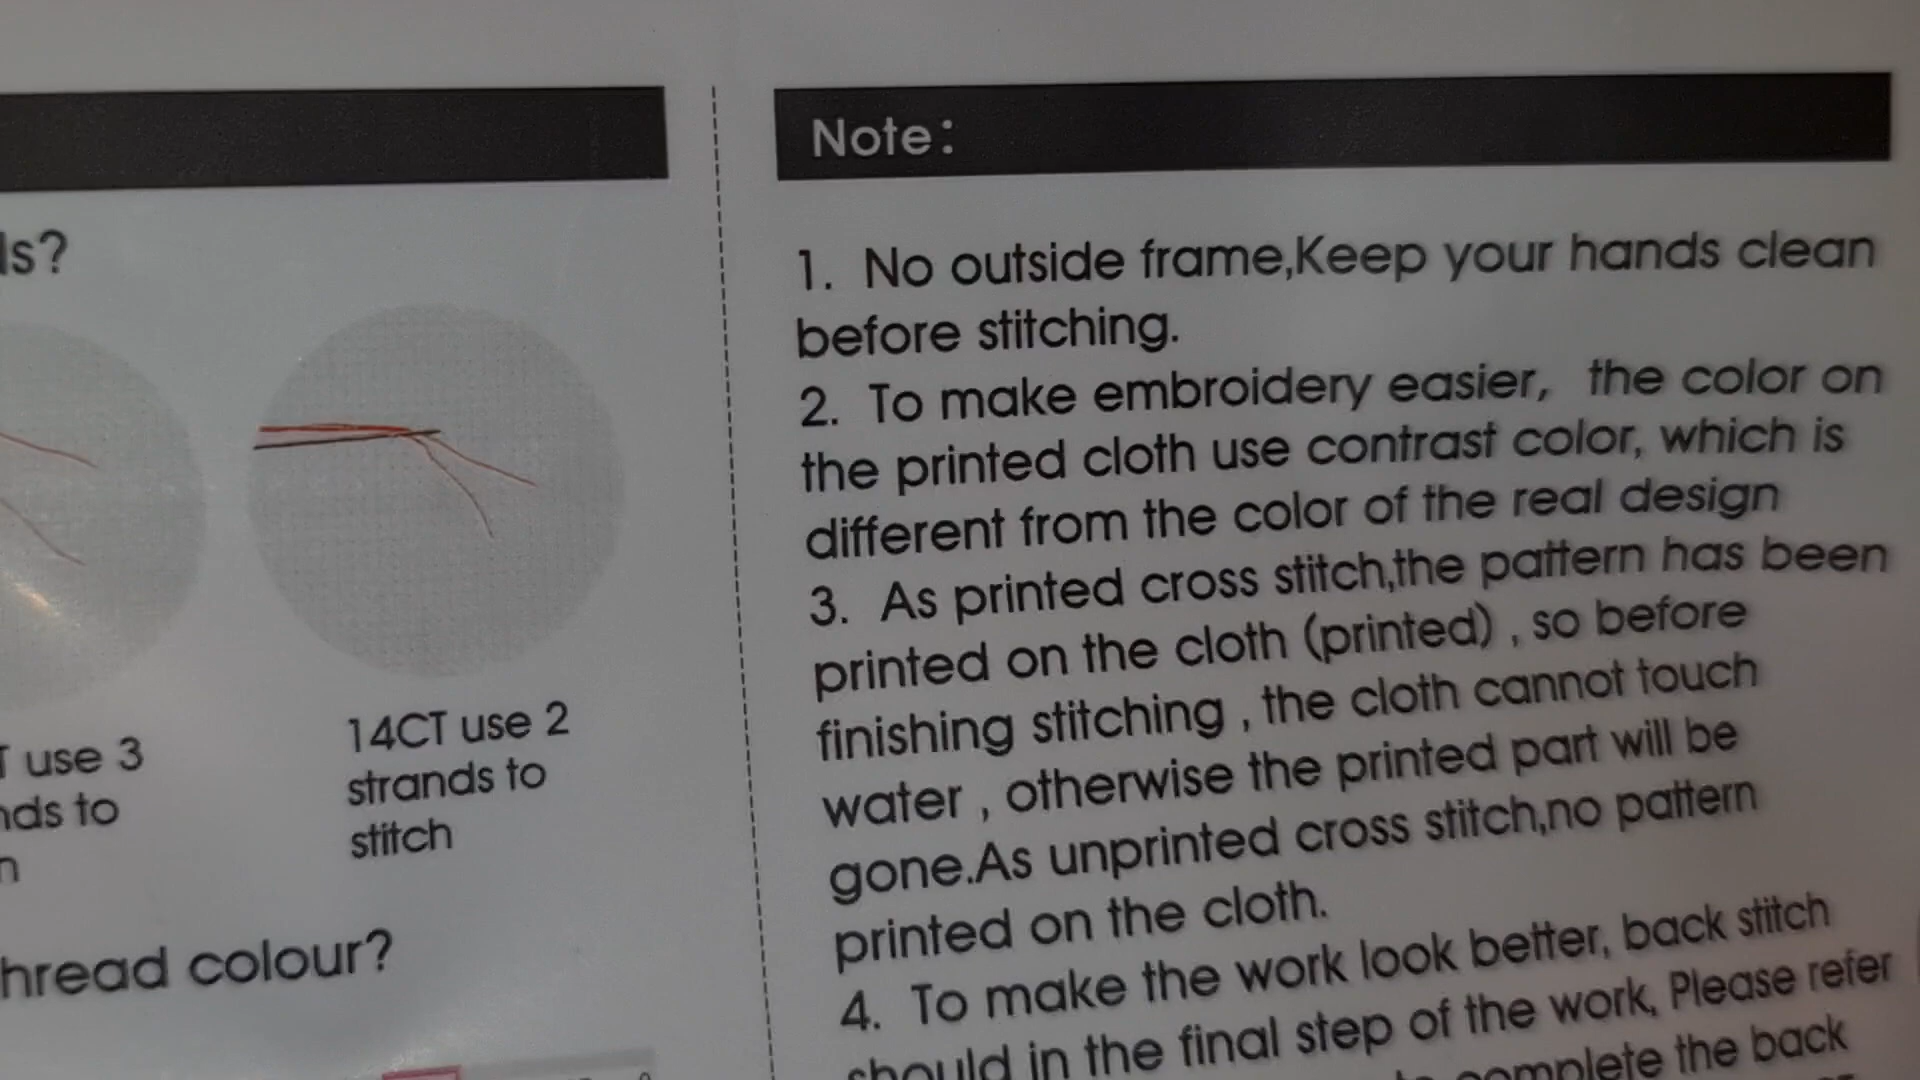 ls?
T use 3
nds to
n
14CT use 2
strands to
stitch
hread colour?
Note:
1. No outside frame,Keep your hands clean
before stitching.
2. To make embroidery easier, the color on
the printed cloth use contrast color, which is
different from the color of the real design
3. As printed cross stitch,the pattern has been
printed on the cloth (printed) , so before
finishing stitching , the cloth cannot touch
water , otherwise the printed part will be
gone.As unprinted cross stitch,no pattern
printed on the cloth.
4. To make the work look better, back stitch
should in the final step of the work, Please refer
complete the back